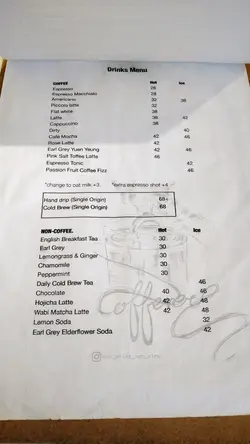 Drinks Menu
COFFEE Hot Ice
Espresso 28
Espresso Macchiato 28
Americano 32 38
Piccolo latte 32
Flat white 38
Latte 38 42
Cappuccino 38
Dirty 40
Café Mocha 42 46
Rose Latte 42
Earl Grey Yuen Yeung 42 46
Pink Salt Toffee Latte 46
Espresso Tonic 42
Passion Fruit Coffee Fizz 46
*change to oat milk +3 *extra espresso shot +4
Hand drip (Single Origin) 68+
Cold Brew (Single Origin) 68
NON-COFFEE. Hot Ice
English Breakfast Tea 30
Earl Grey 30
Lemongrass & Ginger 30
Chamomile 30
Peppermint 30
Daily Cold Brew Tea 46
Chocolate 40 46
Hojicha Latte 42 48
Wabi Matcha Latte 42 48
Lemon Soda 32
Earl Grey Elderflower Soda 42